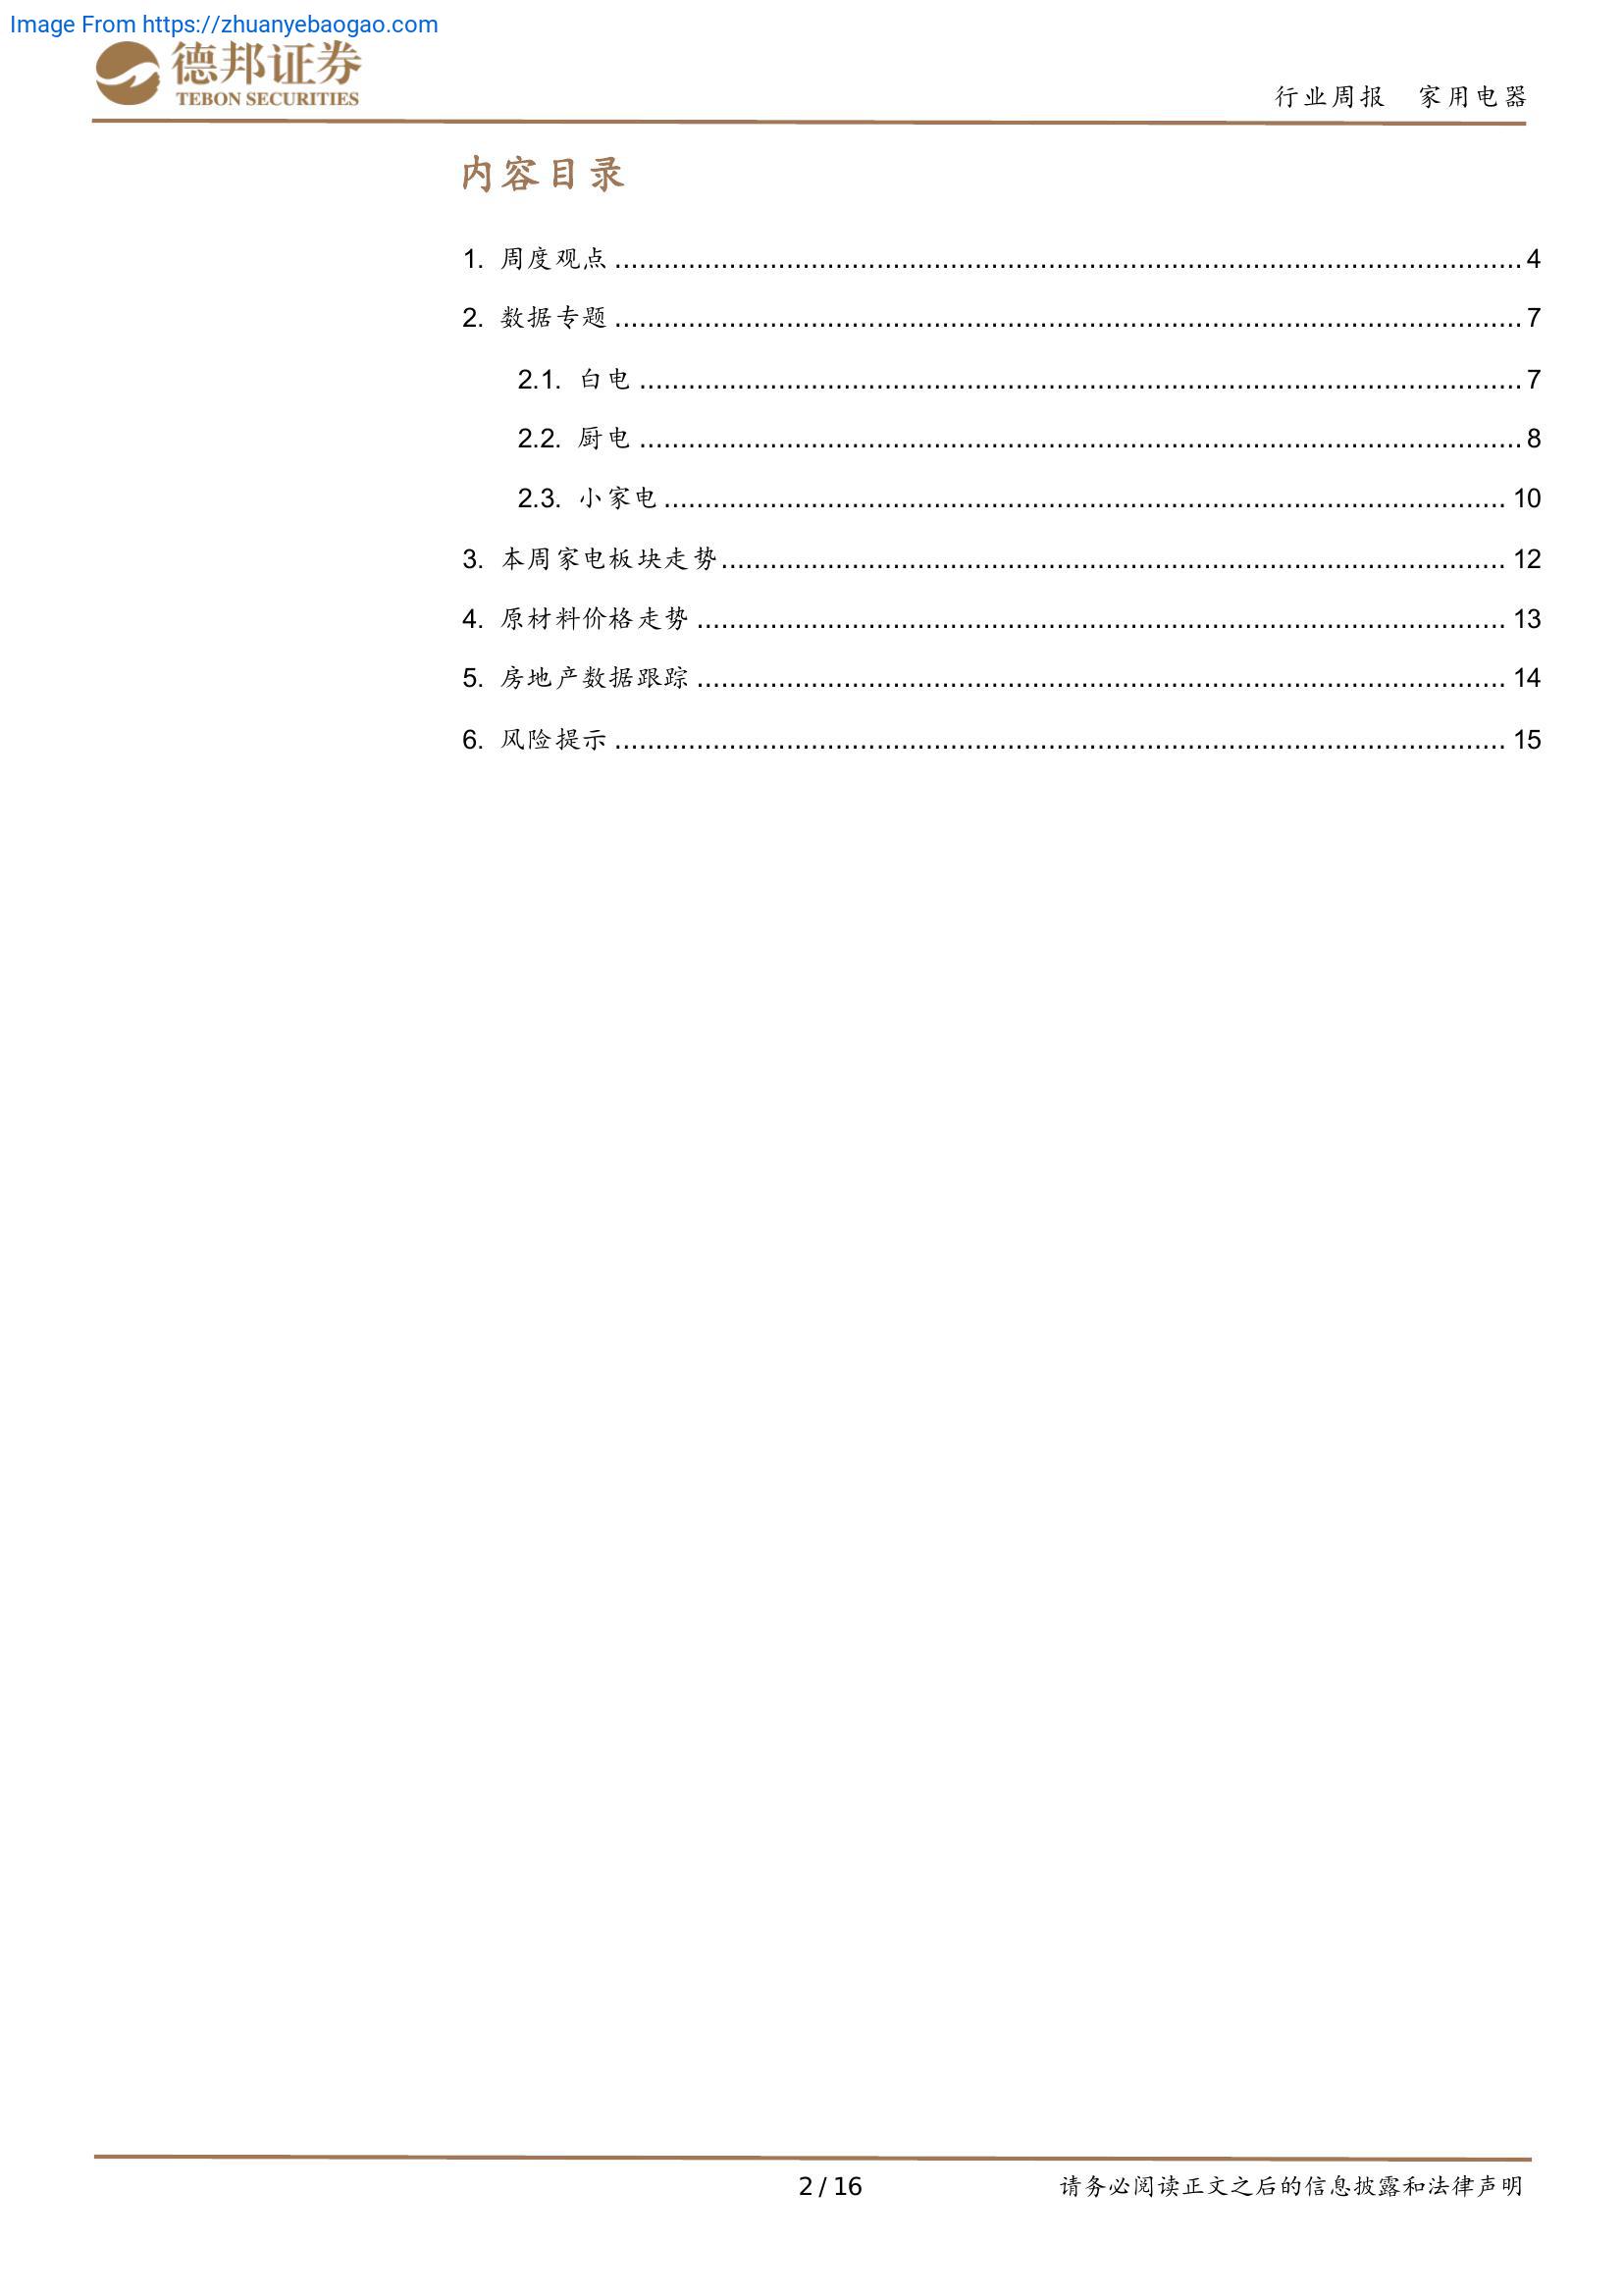 Image From https://zhuanyebaogao.com
德邦证券
TEBON SECURITIES
行业周报 家用电器
内容目录
1. 周度观点 4
2. 数据专题 7
2.1. 白电 7
2.2. 厨电 8
2.3. 小家电 10
3. 本周家电板块走势 12
4. 原材料价格走势 13
5. 房地产数据跟踪 14
6. 风险提示 15
2 / 16 请务必阅读正文之后的信息披露和法律声明